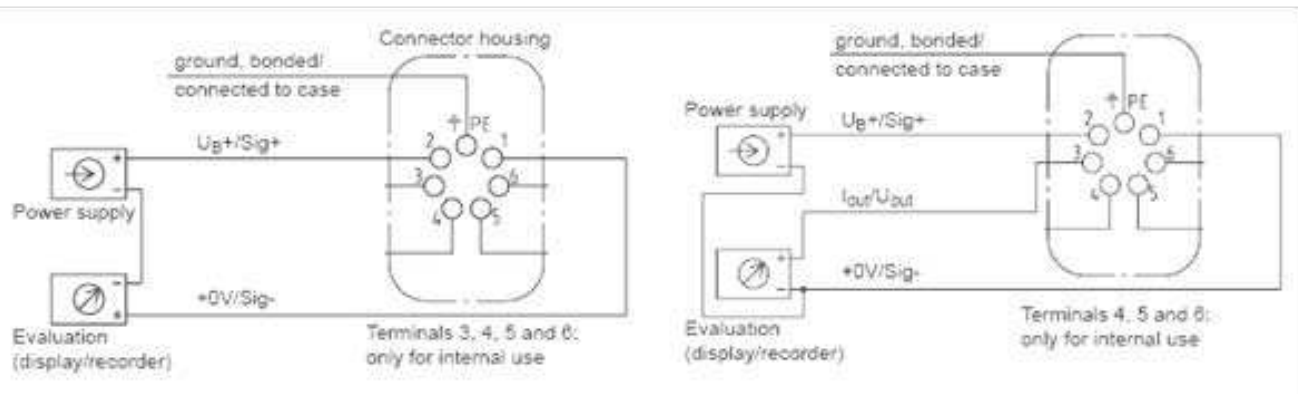 Connector housing
ground, bonded/
connected to case
↑ PE
2
1
3
6
4
5
UB+/Sig+
Power supply
+
-
-
+
+0V/Sig-
Evaluation
(display/recorder)
Terminals 3, 4, 5 and 6:
only for internal use
ground, bonded/
connected to case
Power supply
↑ PE
2
1
3
6
4
5
UB+/Sig+
+
-
Iout/Uout
+
-
+0V/Sig-
Evaluation
(display/recorder)
Terminals 4, 5 and 6:
only for internal use